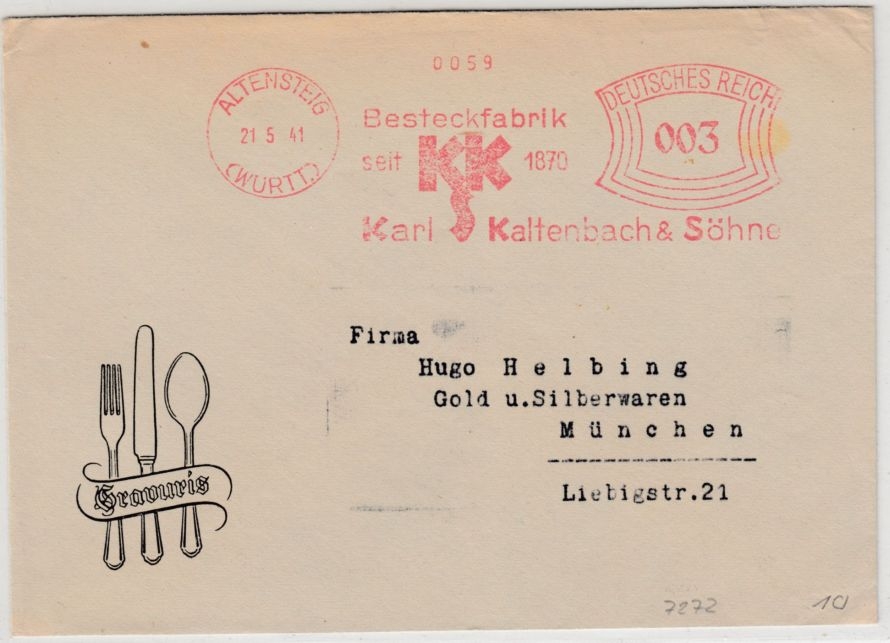 0059
ALTENSTEIG
21 5 41
(WÜRTT.)
Besteckfabrik
seit KK 1870
Karl Kaltenbach & Söhne
DEUTSCHES REICH
003
Firma
Hugo Helbing
Gold u.Silberwaren
München
Liebigstr.21
Gravuris
7272
10